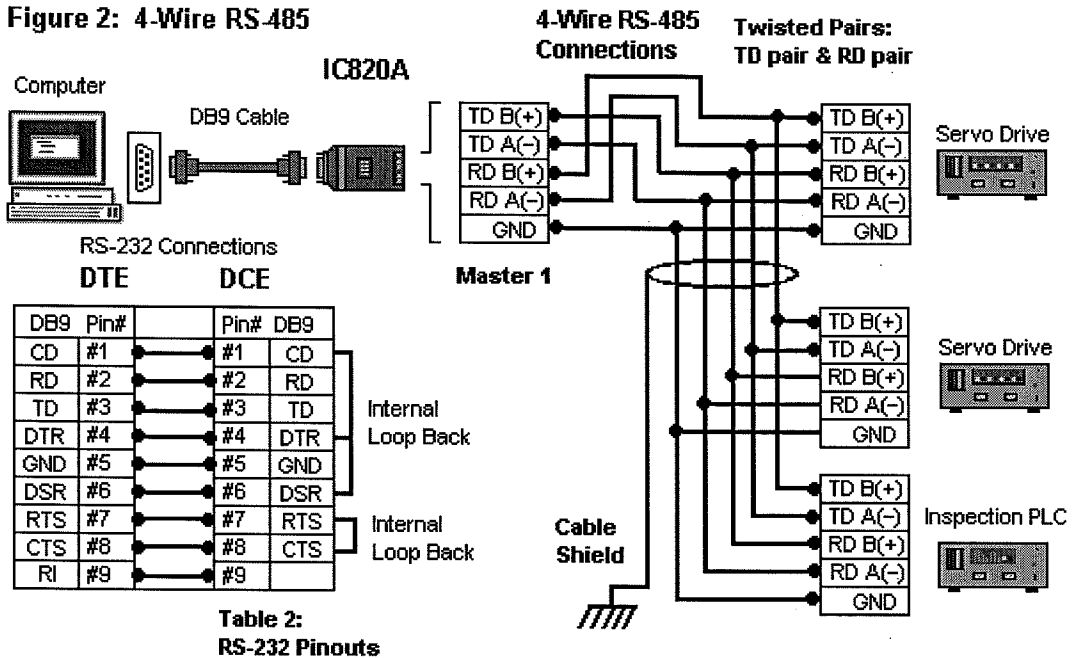 Figure 2: 4-Wire RS-485
4-Wire RS-485
Connections
Twisted Pairs:
TD pair & RD pair
IC820A
Computer
DB9 Cable
TD B(+)
TD A(-)
RD B(+)
RD A(-)
GND
Master 1
TD B(+)
TD A(-)
RD B(+)
RD A(-)
GND
Servo Drive
RS-232 Connections
DTE DCE
DB9 Pin# Pin# DB9
CD #1 #1 CD
RD #2 #2 RD
TD #3 #3 TD
DTR #4 #4 DTR
GND #5 #5 GND
DSR #6 #6 DSR
RTS #7 #7 RTS
CTS #8 #8 CTS
RI #9 #9
Internal
Loop Back
Internal
Loop Back
Table 2:
RS-232 Pinouts
TD B(+)
TD A(-)
RD B(+)
RD A(-)
GND
Servo Drive
TD B(+)
TD A(-)
RD B(+)
RD A(-)
GND
Inspection PLC
Cable
Shield